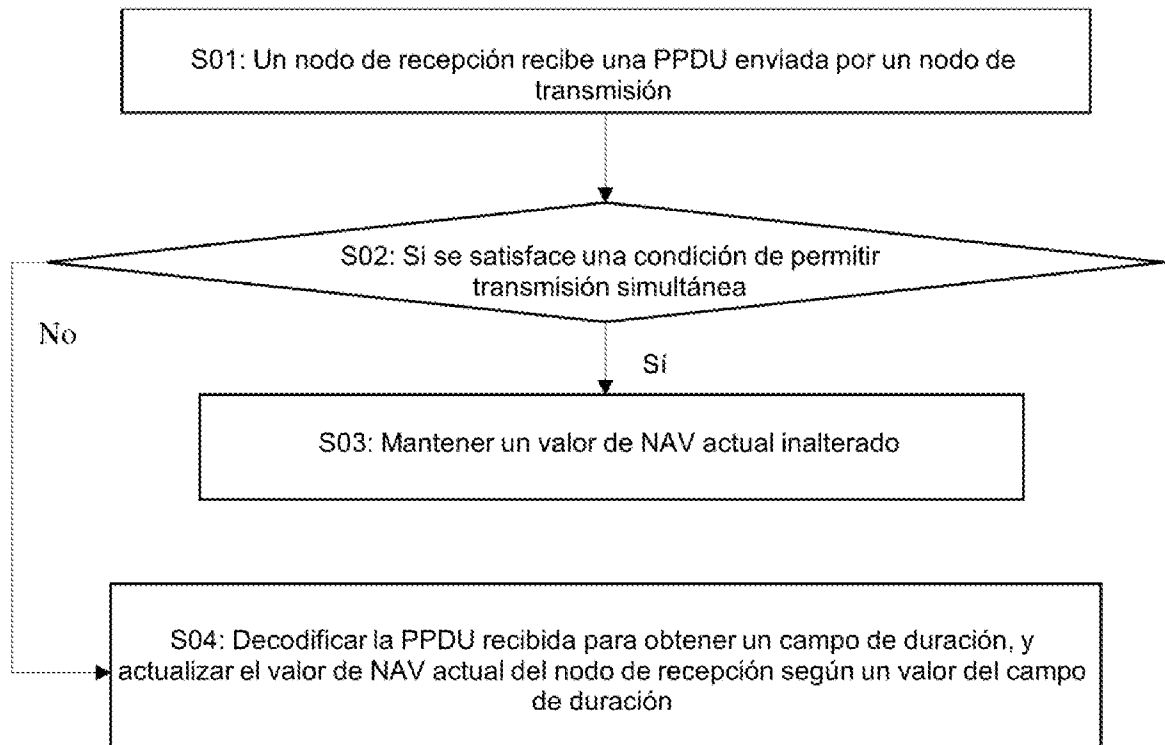 S01: Un nodo de recepción recibe una PPDU enviada por un nodo de
transmisión
S02: Si se satisface una condición de permitir
transmisión simultánea
No
Sí
S03: Mantener un valor de NAV actual inalterado
S04: Decodificar la PPDU recibida para obtener un campo de duración, y
actualizar el valor de NAV actual del nodo de recepción según un valor del campo
de duración